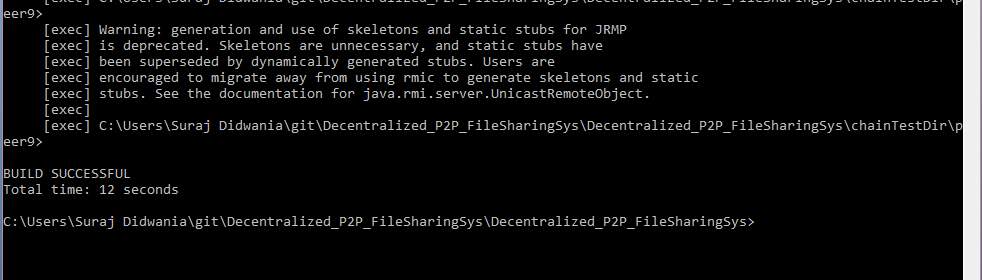 [exec] C:\Users\Suraj Didwania\git\Decentralized_P2P_FileSharingSys\Decentralized_P2P_FileSharingSys\chainTestDir\p
eer9>
[exec] Warning: generation and use of skeletons and static stubs for JRMP
[exec] is deprecated. Skeletons are unnecessary, and static stubs have
[exec] been superseded by dynamically generated stubs. Users are
[exec] encouraged to migrate away from using rmic to generate skeletons and static
[exec] stubs. See the documentation for java.rmi.server.UnicastRemoteObject.
[exec]
[exec] C:\Users\Suraj Didwania\git\Decentralized_P2P_FileSharingSys\Decentralized_P2P_FileSharingSys\chainTestDir\p
eer9>
BUILD SUCCESSFUL
Total time: 12 seconds
C:\Users\Suraj Didwania\git\Decentralized_P2P_FileSharingSys\Decentralized_P2P_FileSharingSys>